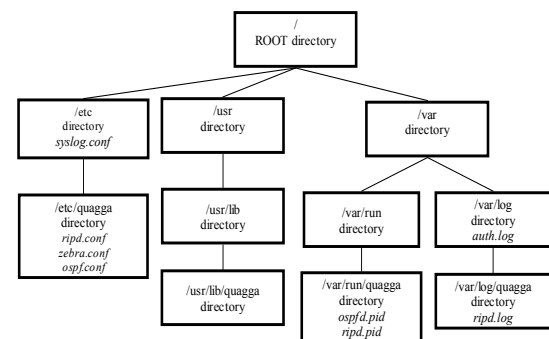 /
ROOT directory
/etc
directory
syslog.conf
/usr
directory
/var
directory
/etc/quagga
directory
ripd.conf
zebra.conf
ospf.conf
/usr/lib
directory
/var/run
directory
/var/log
directory
auth.log
/usr/lib/quagga
directory
/var/run/quagga
directory
ospfd.pid
ripd.pid
/var/log/quagga
directory
ripd.log